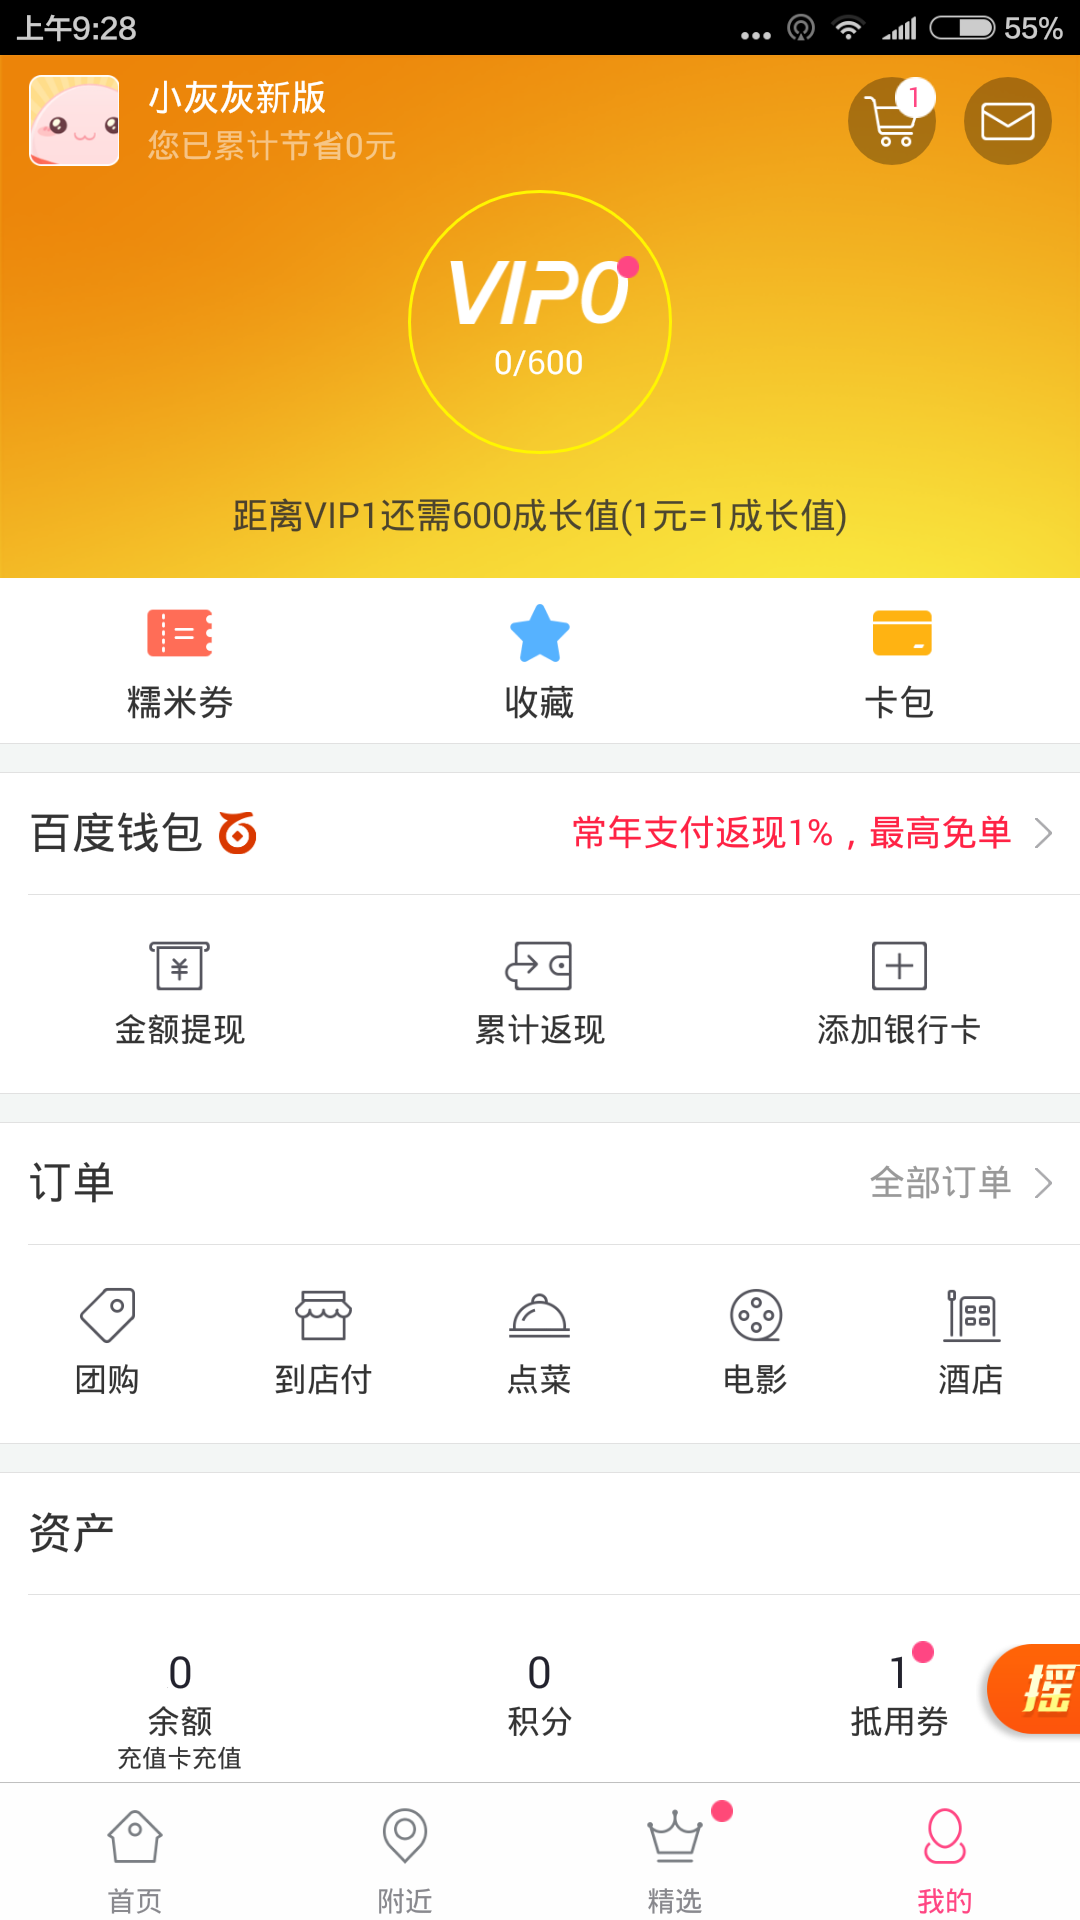 上午9:28
... 55%
小灰灰新版
您已累计节省0元
1
VIP0
0/600
距离VIP1还需600成长值(1元=1成长值)
糯米券 收藏 卡包
百度钱包 常年支付返现1%，最高免单
金额提现 累计返现 添加银行卡
订单 全部订单
团购 到店付 点菜 电影 酒店
资产
0 0 1
余额 积分 抵用券
充值卡充值
摇
首页 附近 精选 我的